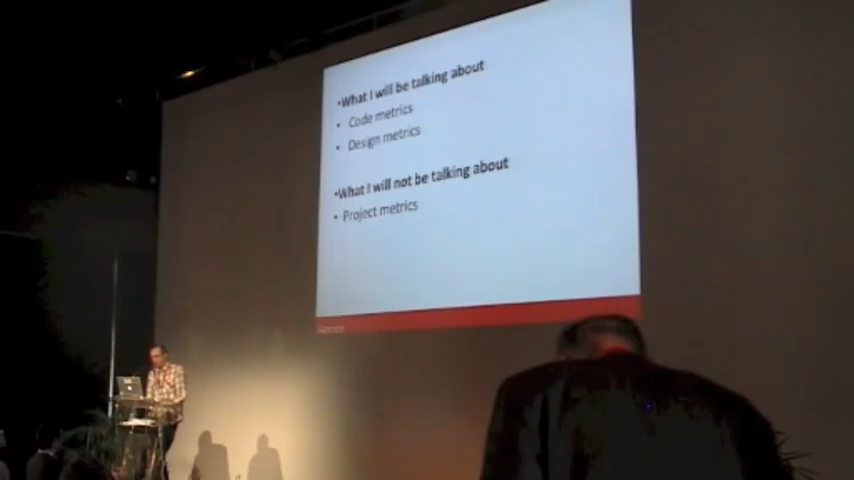 •What I will be talking about
• Code metrics
• Design metrics
•What I will not be talking about
• Project metrics